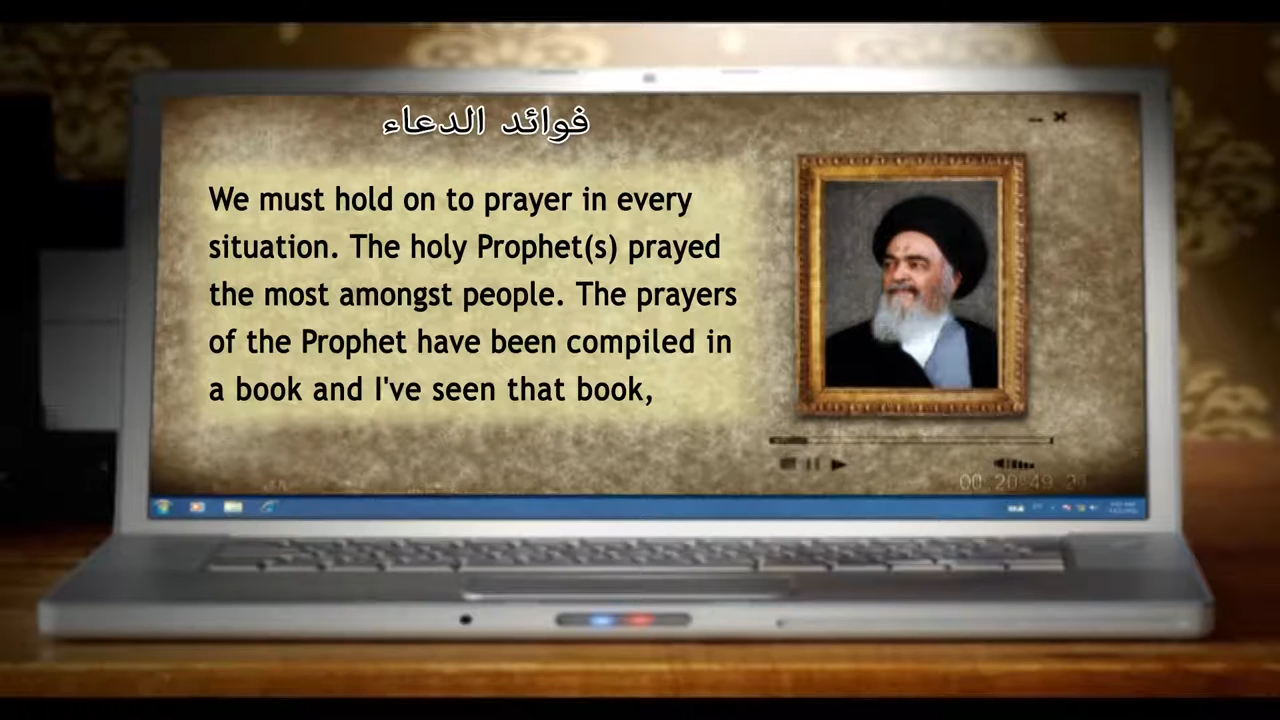 فوائد الدعاء
We must hold on to prayer in every
situation. The holy Prophet(s) prayed
the most amongst people. The prayers
of the Prophet have been compiled in
a book and I've seen that book,